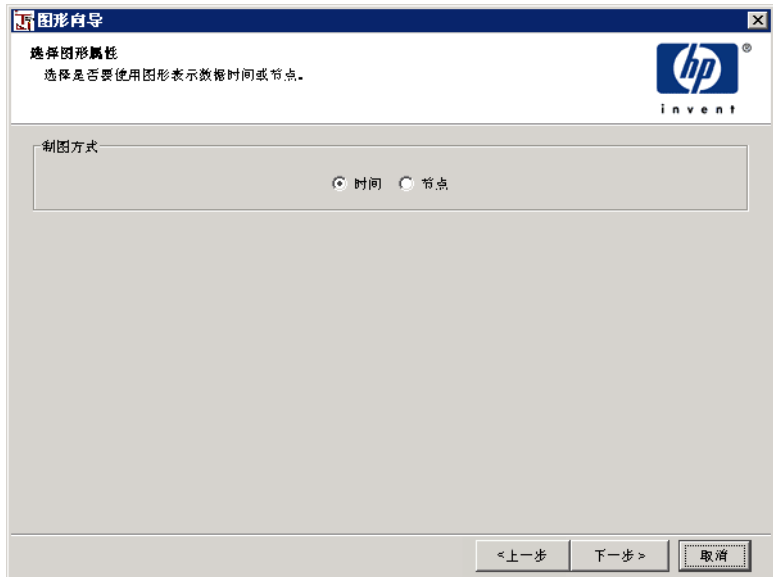 图形向导
选择图形属性
选择是否要使用图形表示数据时间或节点。
hp
®
invent
制图方式
时间 节点
<上一步 下一步> 取消